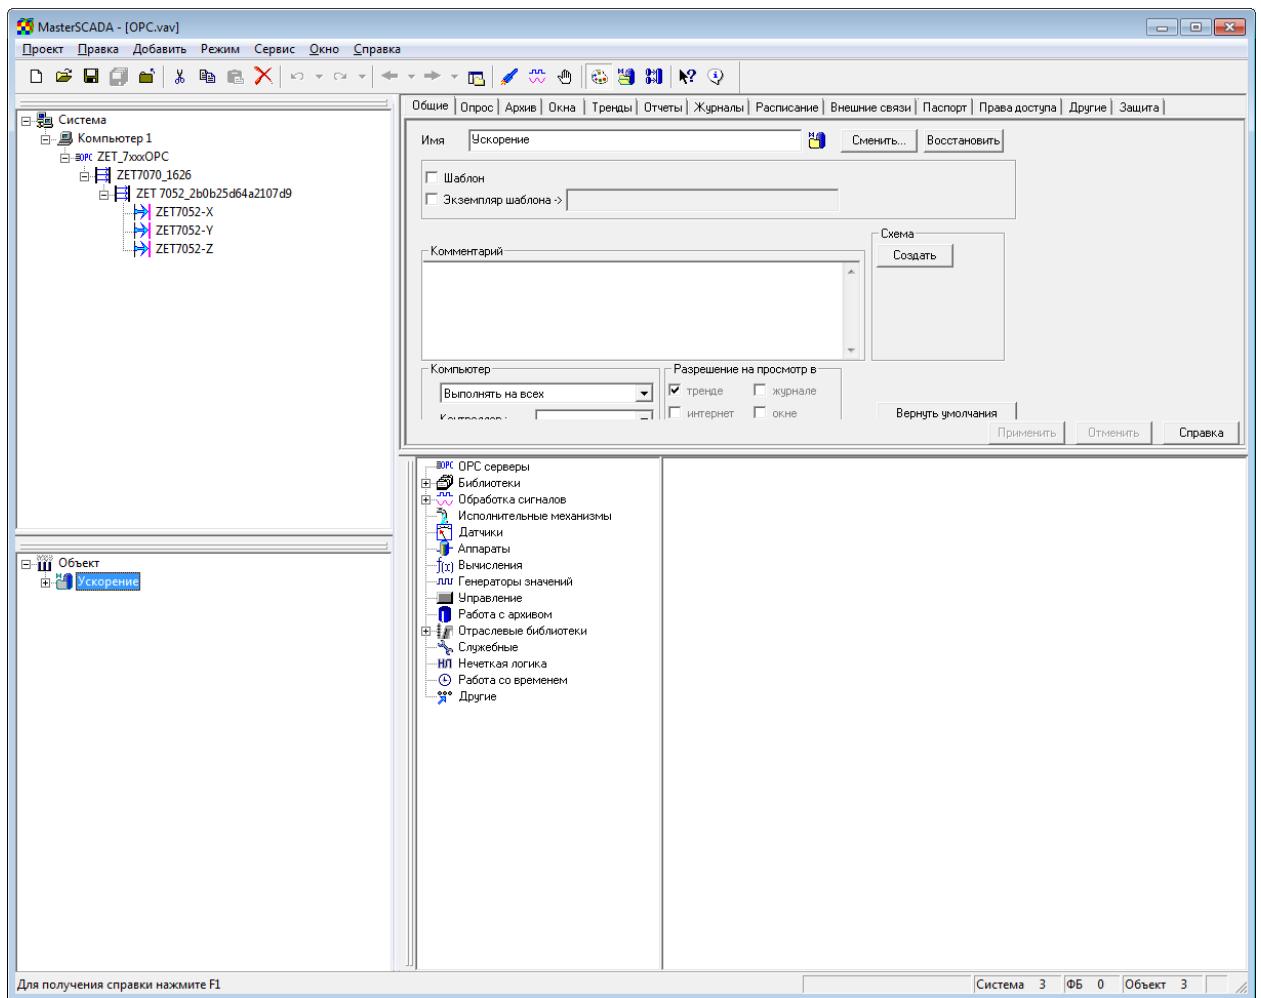 MasterSCADA - [OPC.vav]
Проект Правка Добавить Режим Сервис Окно Справка
Система
Компьютер 1
ZET_7xxxOPC
ZET7070_1626
ZET 7052_2b0b25d64a2107d9
ZET7052-X
ZET7052-Y
ZET7052-Z
Объект
Ускорение
Общие Опрос Архив Окна Тренды Отчеты Журналы Расписание Внешние связи Паспорт Права доступа Другие Защита
Имя Ускорение Сменить... Восстановить
Шаблон
Экземпляр шаблона ->
Схема
Создать
Комментарий
Компьютер
Выполнять на всех
Контроллер :
Разрешение на просмотр в
тренде журнале
интернет окне
Вернуть умолчания
Применить Отменить Справка
OPC серверы
Библиотеки
Обработка сигналов
Исполнительные механизмы
Датчики
Аппараты
Вычисления
Генераторы значений
Управление
Работа с архивом
Отраслевые библиотеки
Служебные
Нечеткая логика
Работа со временем
Другие
Для получения справки нажмите F1
Система 3 ФБ 0 Объект 3